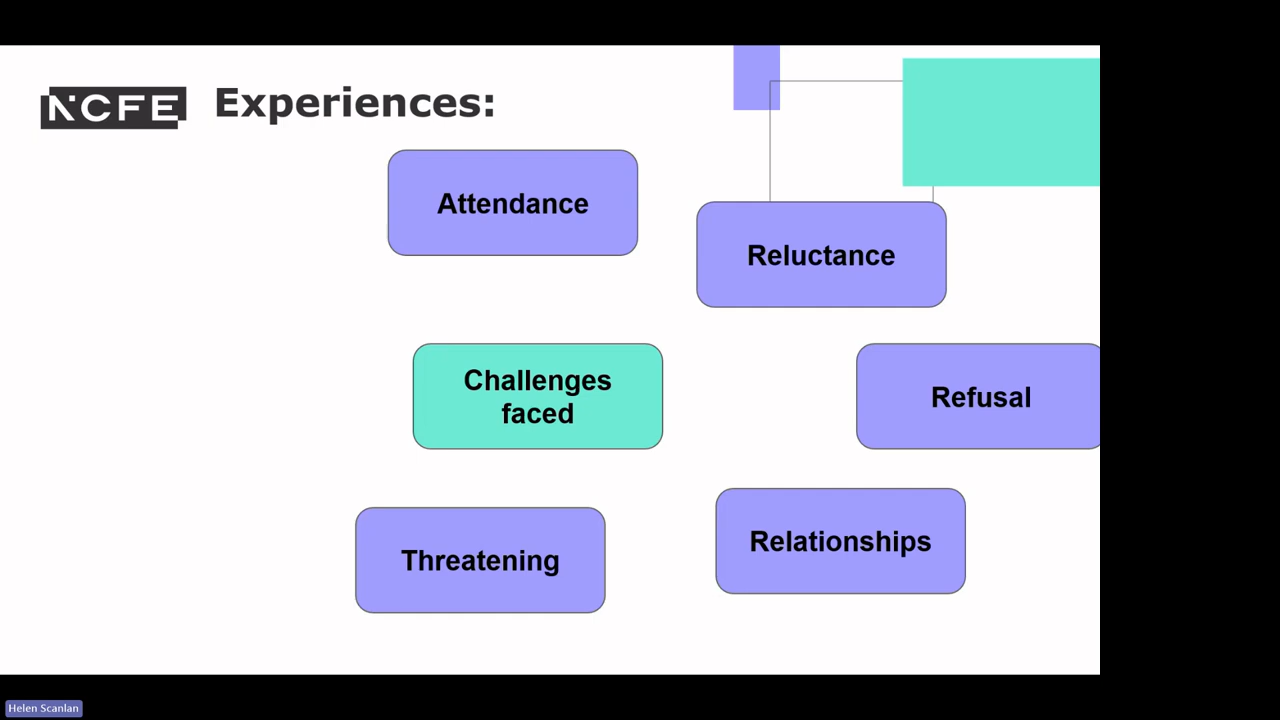 NCFE
Experiences:
Attendance
Reluctance
Challenges
faced
Refusal
Threatening
Relationships
Helen Scanlan